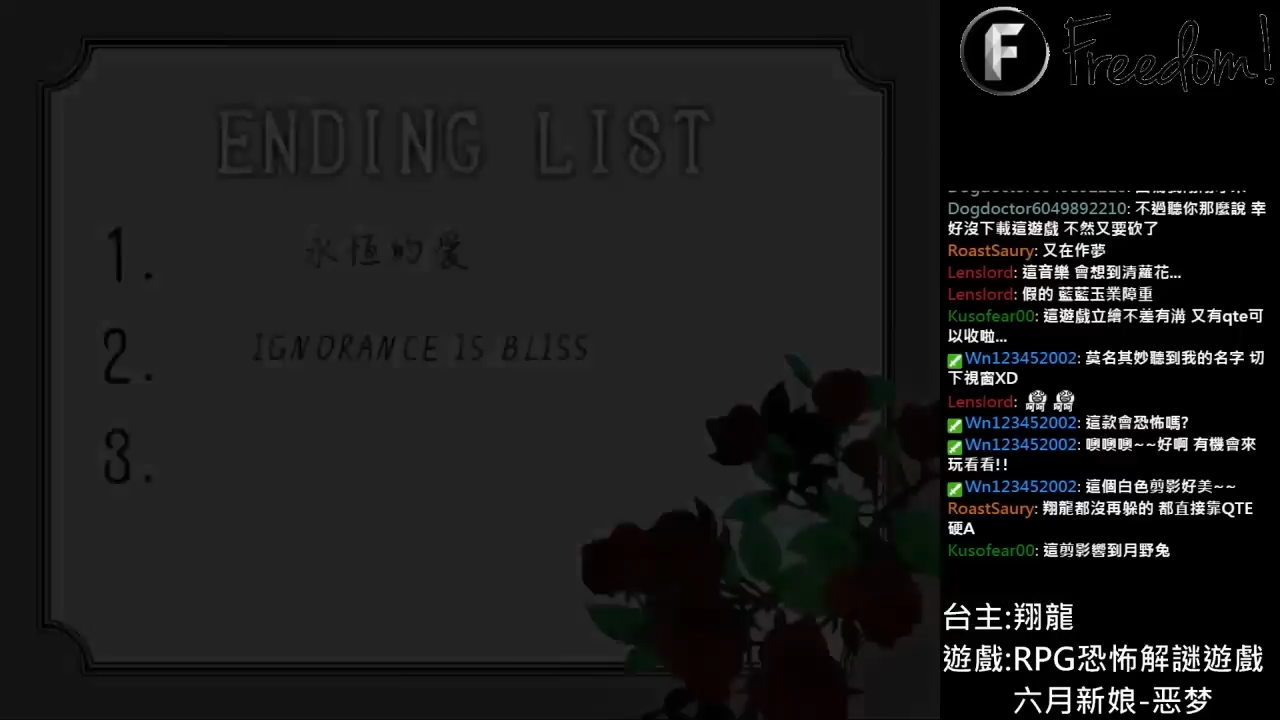 ENDING LIST
1. 永恆的愛
2. IGNORANCE IS BLISS
3.
F Freedom!
Dogdoctor6049892210: 不過聽你那麼說 幸
好沒下載這遊戲 不然又要砍了
RoastSaury: 又在作夢
Lenslord: 這音樂 會想到清蘿花...
Lenslord: 假的 藍藍玉業障重
Kusofear00: 這遊戲立繪不差有溝 又有qte可
以收啦...
Wn123452002: 莫名其妙聽到我的名字 切
下視窗XD
Lenslord:
Wn123452002: 這款會恐怖嗎?
Wn123452002: 噢噢噢~~好啊 有機會來
玩看看!!
Wn123452002: 這個白色剪影好美~~
RoastSaury: 翔龍都沒再躲的 都直接靠QTE
硬A
Kusofear00: 這剪影響到月野兔
台主:翔龍
遊戲:RPG恐怖解謎遊戲
六月新娘-恶梦